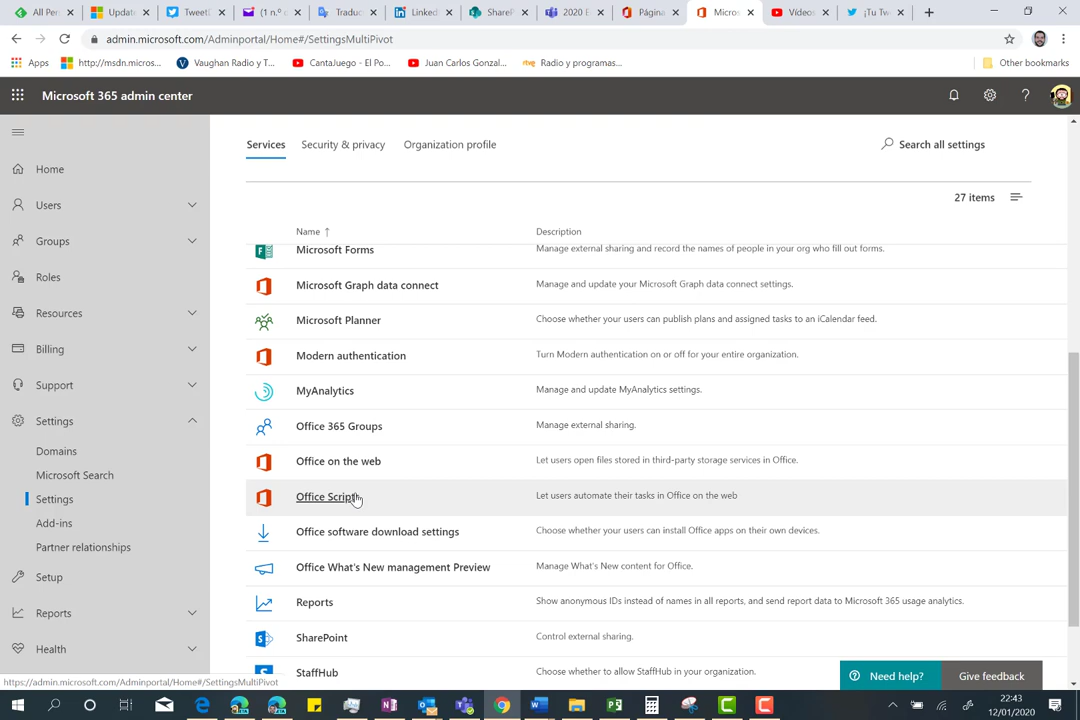 All Per
Update
TweetD
(1 n.º c
Traduc
Linked
ShareP
2020 E
Página
Micros
Vídeos
¡Tu Tw
admin.microsoft.com/Adminportal/Home#/SettingsMultiPivot
Apps
http://msdn.micros...
Vaughan Radio y T...
CantaJuego - El Po...
Juan Carlos Gonzal...
Radio y programas...
Other bookmarks
Microsoft 365 admin center
Home
Users
Groups
Roles
Resources
Billing
Support
Settings
Domains
Microsoft Search
Settings
Add-ins
Partner relationships
Setup
Reports
Health
Services
Security & privacy
Organization profile
Search all settings
27 items
Name ↑
Description
Microsoft Forms
Manage external sharing and record the names of people in your org who fill out forms.
Microsoft Graph data connect
Manage and update your Microsoft Graph data connect settings.
Microsoft Planner
Choose whether your users can publish plans and assigned tasks to an iCalendar feed.
Modern authentication
Turn Modern authentication on or off for your entire organization.
MyAnalytics
Manage and update MyAnalytics settings.
Office 365 Groups
Manage external sharing.
Office on the web
Let users open files stored in third-party storage services in Office.
Office Scripts
Let users automate their tasks in Office on the web
Office software download settings
Choose whether your users can install Office apps on their own devices.
Office What's New management Preview
Manage What's New content for Office.
Reports
Show anonymous IDs instead of names in all reports, and send report data to Microsoft 365 usage analytics.
SharePoint
Control external sharing.
StaffHub
Choose whether to allow StaffHub in your organization.
Need help?
Give feedback
https://admin.microsoft.com/Adminportal/Home#/SettingsMultiPivot
22:43
12/01/2020